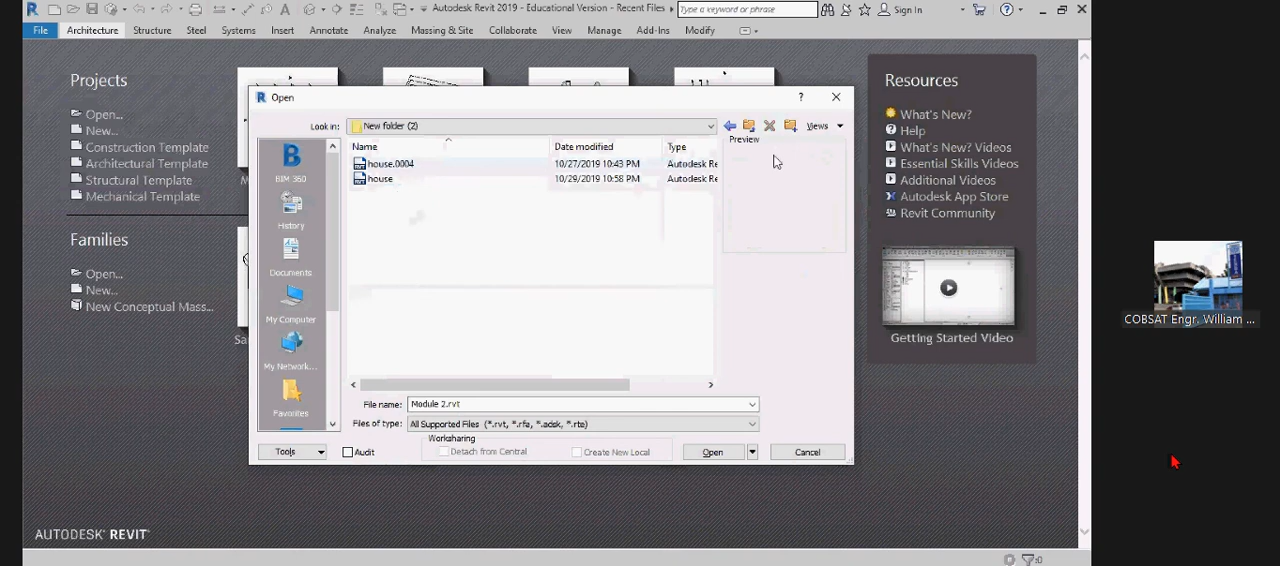 Autodesk Revit 2019 - Educational Version - Recent Files
Type a keyword or phrase
Sign In
File Architecture Structure Steel Systems Insert Annotate Analyze Massing & Site Collaborate View Manage Add-Ins Modify
Projects
Open...
New...
Construction Template
Architectural Template
Structural Template
Mechanical Template
Families
Open...
New...
New Conceptual Mass...
Open
Look in: New folder (2)
Views
Name Date modified Type
house.0004 10/27/2019 10:43 PM Autodesk Re
house 10/29/2019 10:58 PM Autodesk Re
Preview
BIM 360
History
Documents
My Computer
My Network...
Favorites
File name: Module 2.rvt
Files of type: All Supported Files (*.rvt, *.rfa, *.adsk, *.rte)
Worksharing
Tools Audit Detach from Central Create New Local Open Cancel
Resources
What's New?
Help
What's New? Videos
Essential Skills Videos
Additional Videos
Autodesk App Store
Revit Community
Getting Started Video
AUTODESK REVIT
:0
COBSAT Engr. William ...